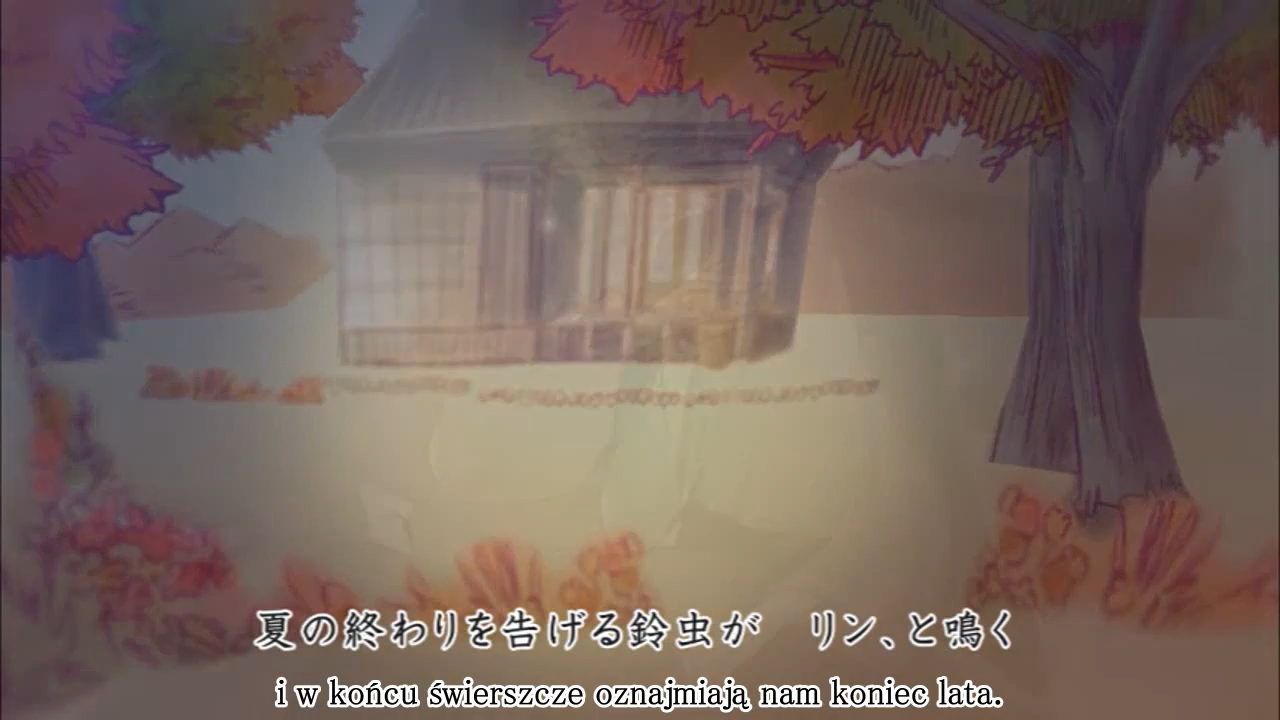 夏の終わりを告げる鈴虫が　リン、と鳴く
i w końcu świerszcze oznajmiają nam koniec lata.